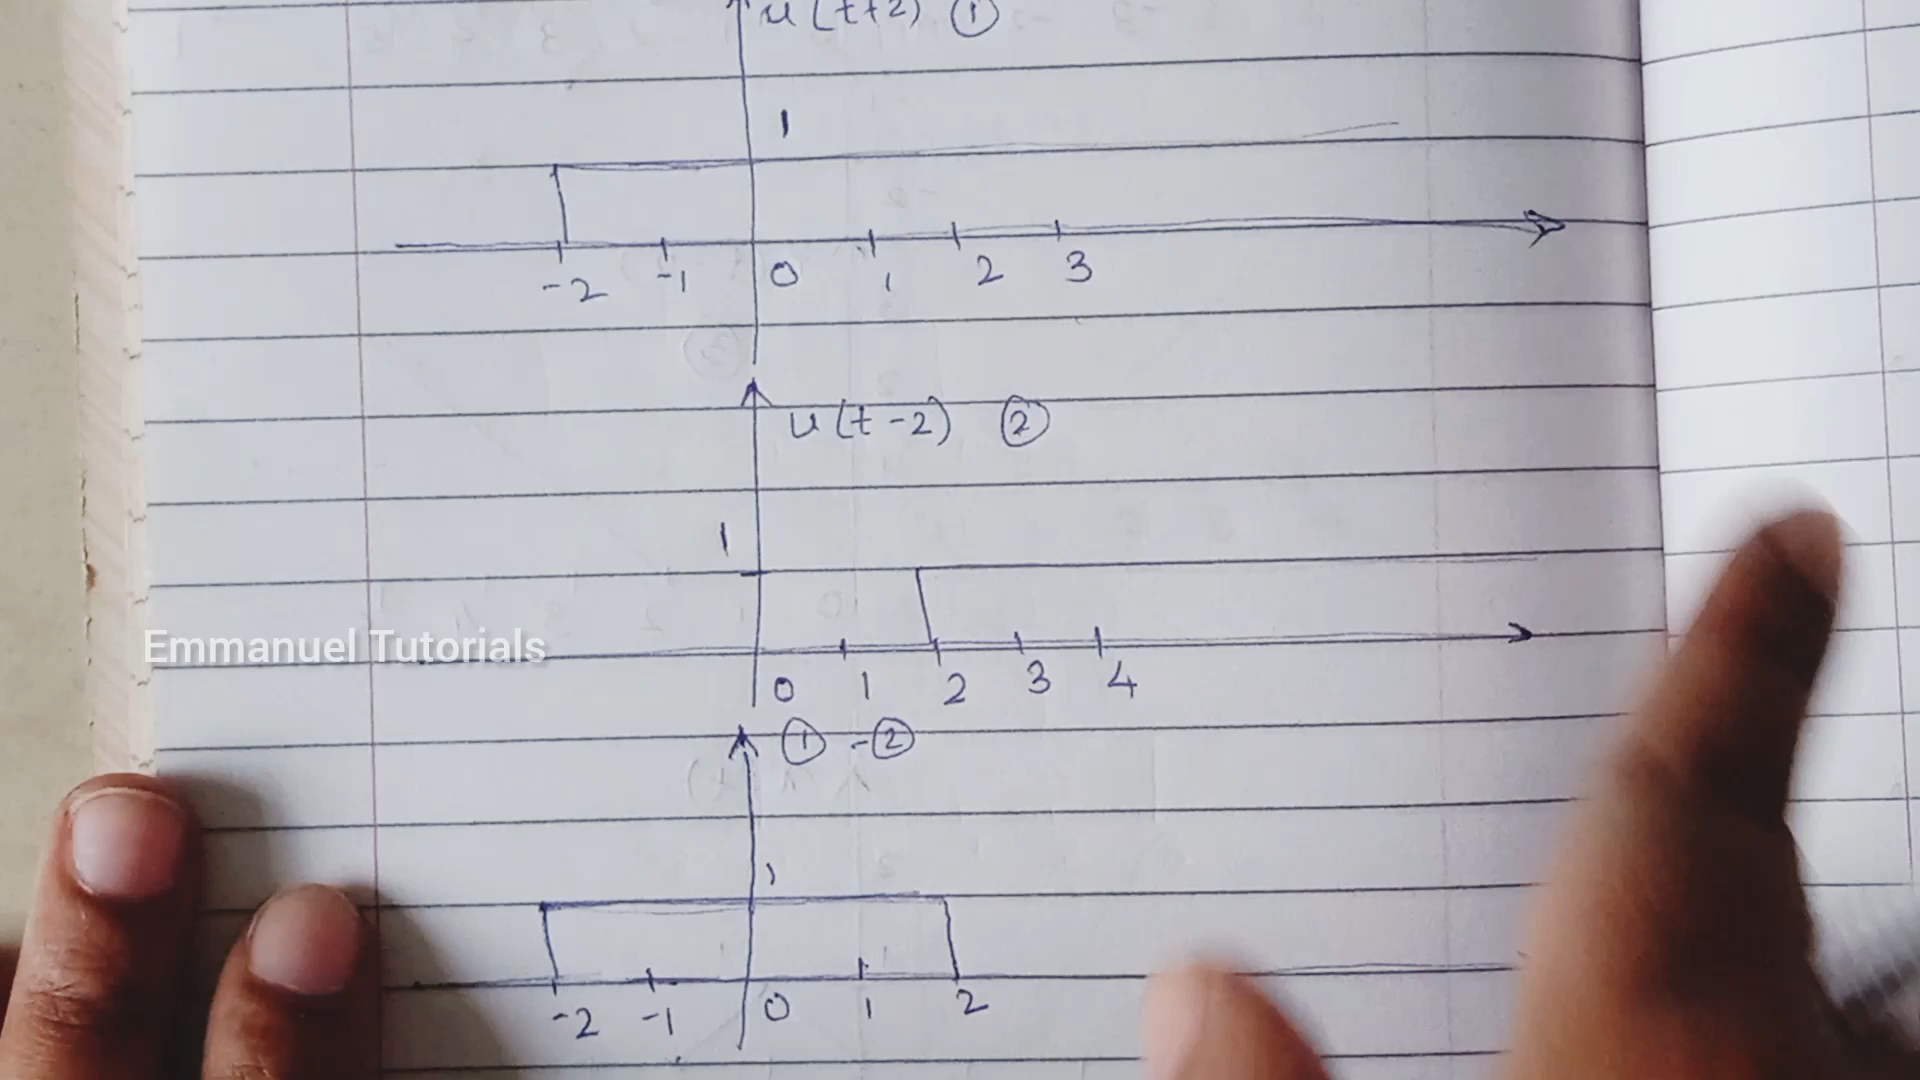 u(t+2) ①
1
-2 -1 0 1 2 3
u(t-2) ②
1
Emmanuel Tutorials
0 1 2 3 4
① - ②
1
-2 -1 0 1 2